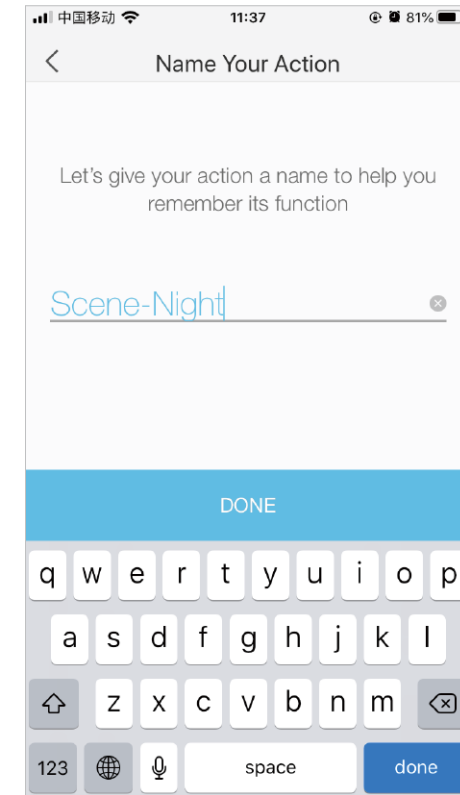 中国移动 11:37 81%
Name Your Action
Let's give your action a name to help you
remember its function
Scene-Night
DONE
q w e r t y u i o p
a s d f g h j k l
z x c v b n m
123 space done